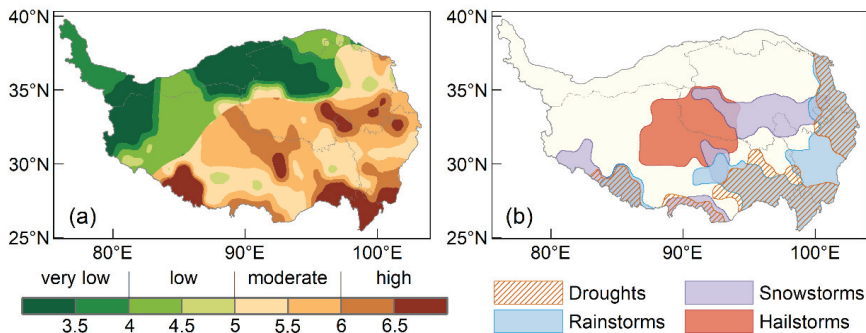 40°N
35°N
30°N
25°N
(a)
(b)
80°E 90°E 100°E
80°E 90°E 100°E
very low low moderate high
3.5 4 4.5 5 5.5 6 6.5
Droughts Snowstorms
Rainstorms Hailstorms
40°N
35°N
30°N
25°N